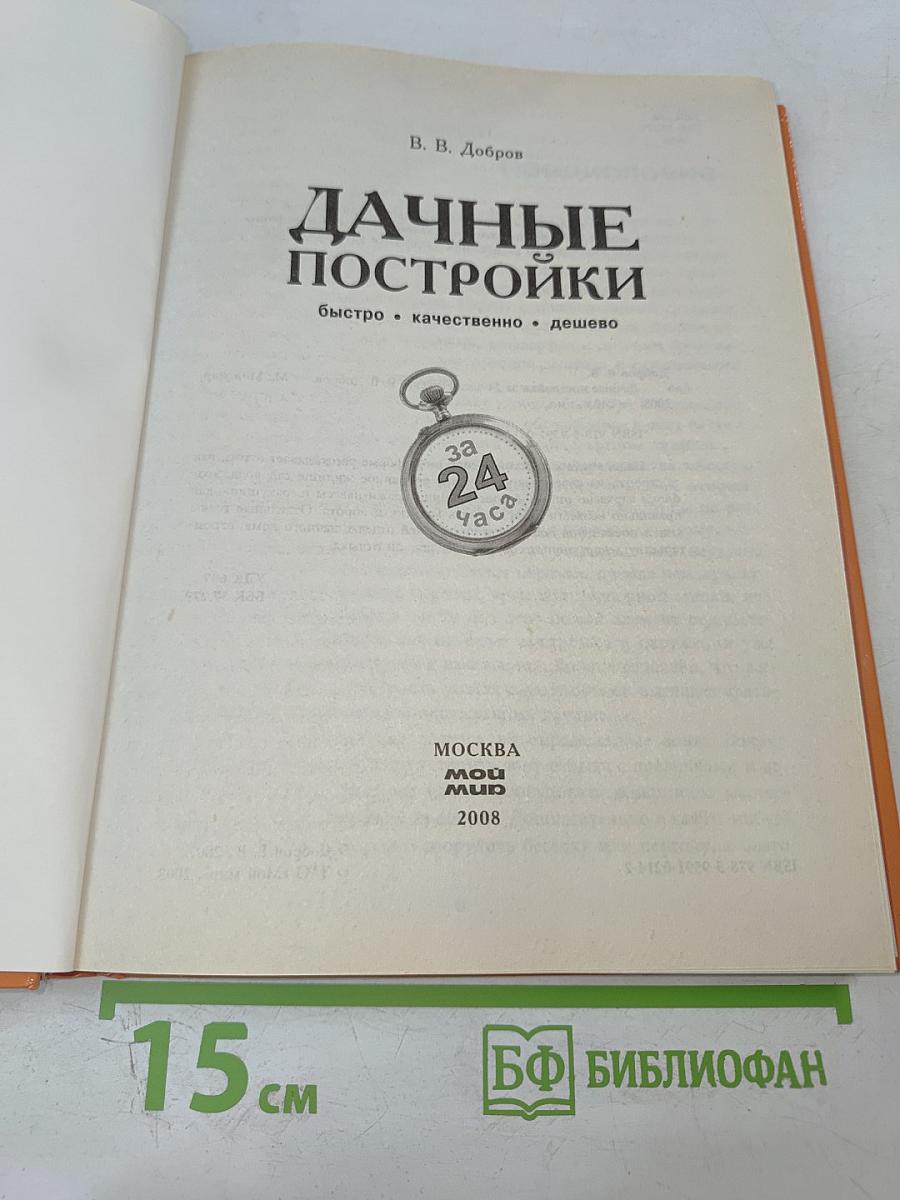 В. В. Добров
ДАЧНЫЕ
ПОСТРОЙКИ
быстро • качественно • дешево
за
24
часа
МОСКВА
мой
мир
2008
15 см
БФ БИБЛИОФАН